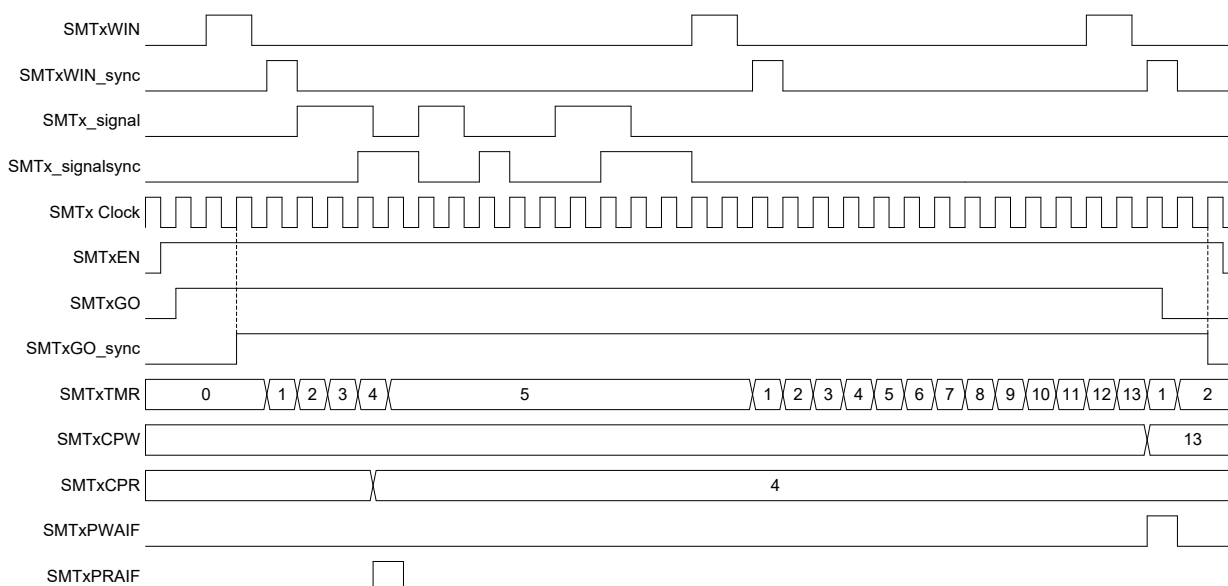 SMTxWIN
SMTxWIN_sync
SMTx_signal
SMTx_signalsync
SMTx Clock
SMTxEN
SMTxGO
SMTxGO_sync
SMTxTMR 0 1 2 3 4 5 1 2 3 4 5 6 7 8 9 10 11 12 13 1 2
SMTxCPW 13
SMTxCPR 4
SMTxPWAIF
SMTxPRAIF